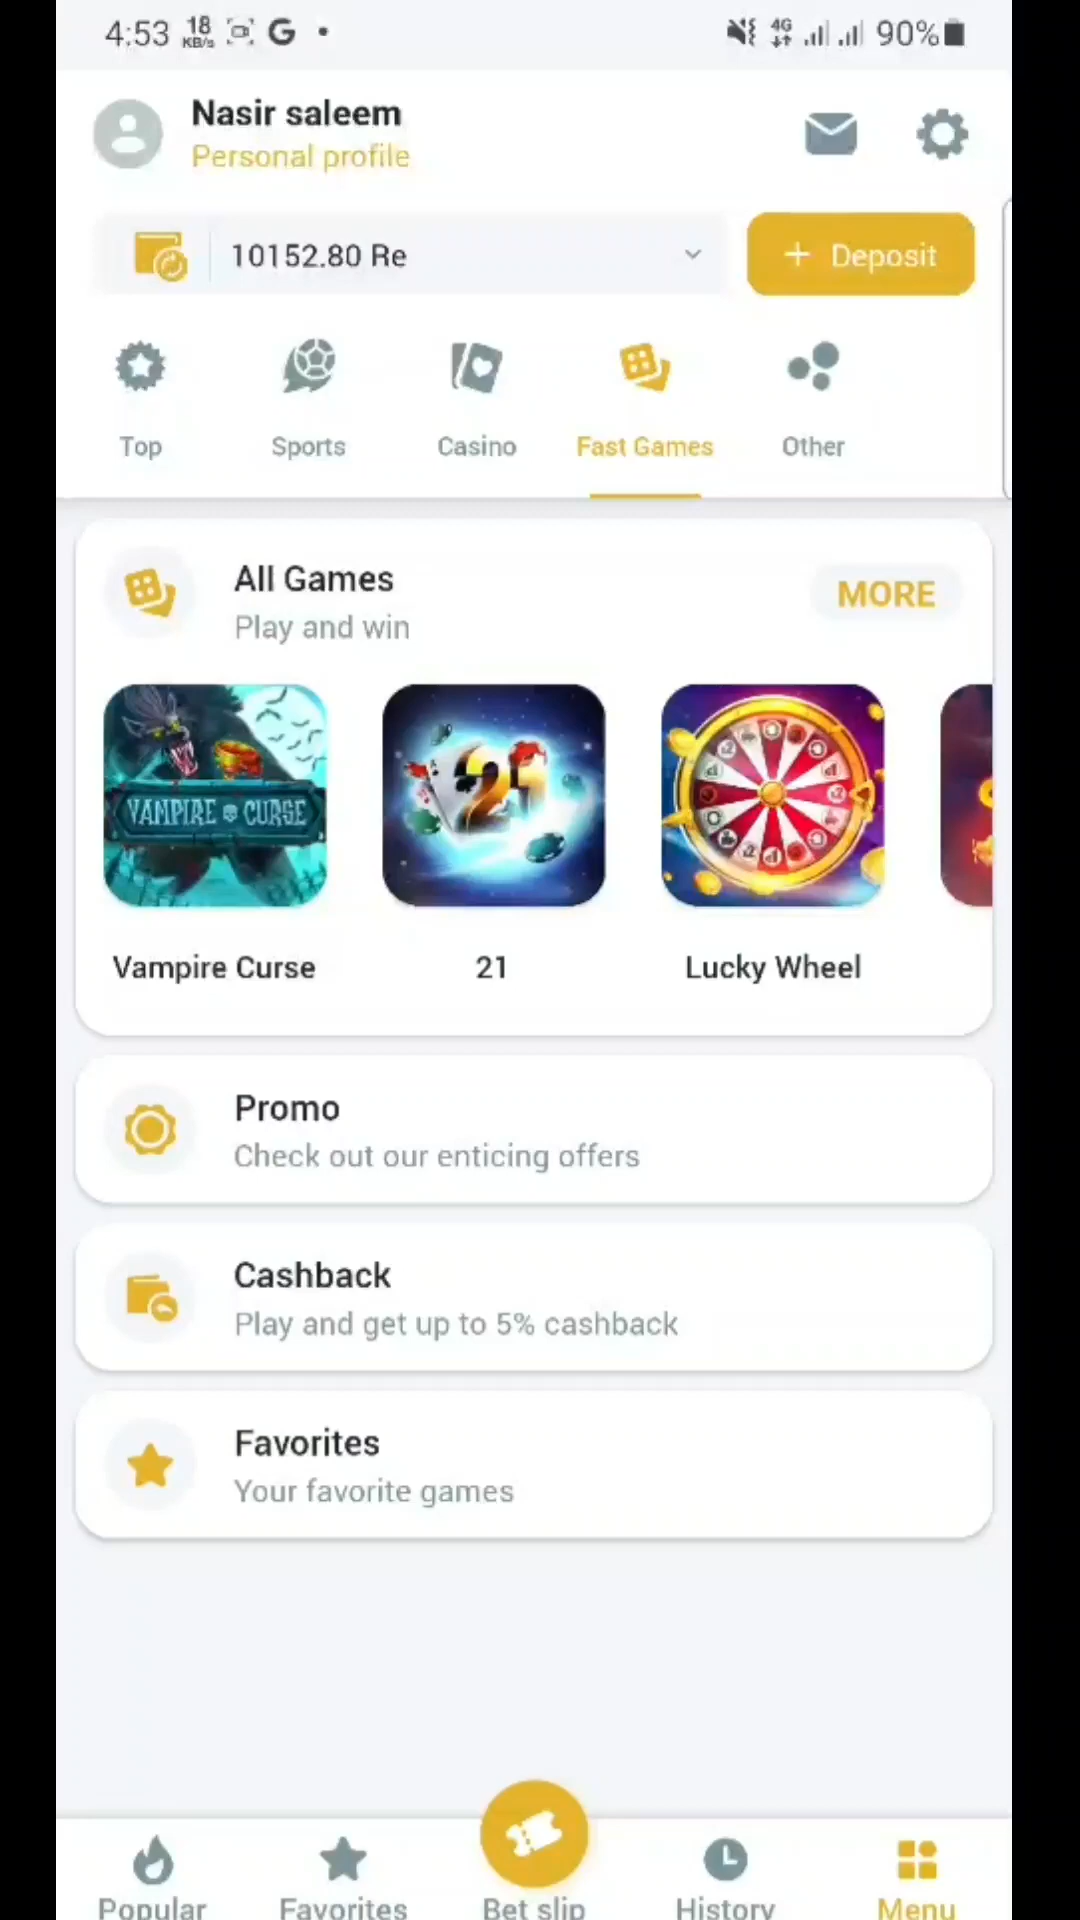 4:53 18 KB/s G 4G 90%
Nasir saleem
Personal profile
10152.80 Re
+ Deposit
Top Sports Casino Fast Games Other
All Games
Play and win
MORE
VAMPIRE CURSE
21
Vampire Curse 21 Lucky Wheel
Promo
Check out our enticing offers
Cashback
Play and get up to 5% cashback
Favorites
Your favorite games
Popular Favorites Bet slip History Menu